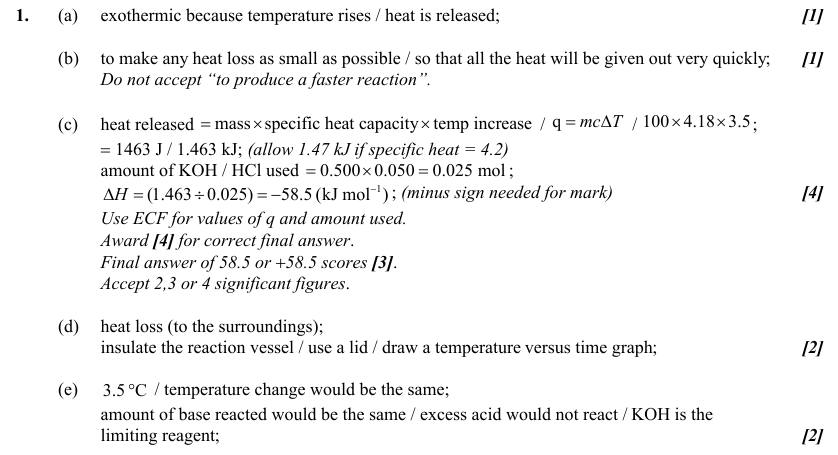 1. (a) exothermic because temperature rises / heat is released; [1]
(b) to make any heat loss as small as possible / so that all the heat will be given out very quickly; [1]
Do not accept “to produce a faster reaction”.
(c) heat released = mass × specific heat capacity × temp increase / q = mcΔT / 100 × 4.18 × 3.5;
= 1463 J / 1.463 kJ; (allow 1.47 kJ if specific heat = 4.2)
amount of KOH / HCl used = 0.500 × 0.050 = 0.025 mol;
ΔH = (1.463 ÷ 0.025) = −58.5 (kJ mol⁻¹); (minus sign needed for mark) [4]
Use ECF for values of q and amount used.
Award [4] for correct final answer.
Final answer of 58.5 or +58.5 scores [3].
Accept 2,3 or 4 significant figures.
(d) heat loss (to the surroundings);
insulate the reaction vessel / use a lid / draw a temperature versus time graph; [2]
(e) 3.5 °C / temperature change would be the same;
amount of base reacted would be the same / excess acid would not react / KOH is the
limiting reagent; [2]